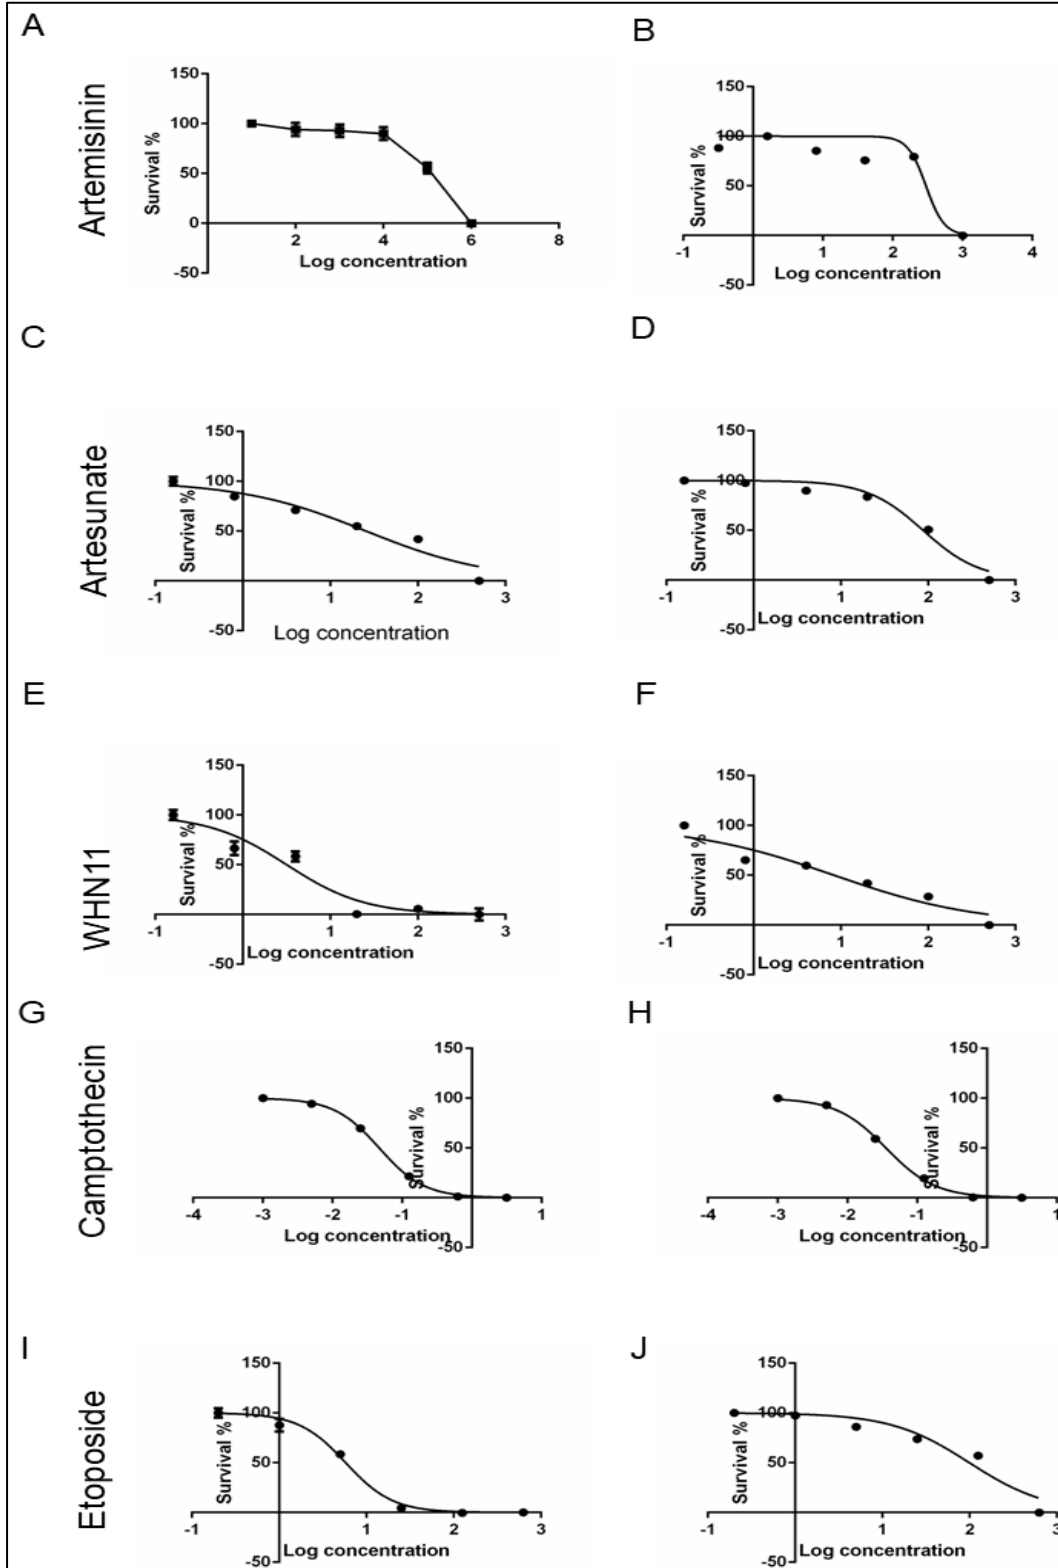 A
B
Artemisinin
150
100
50
0
-50
Survival %
2
4
6
8
Log concentration
150
100
50
-50
Survival %
-1
1
2
3
4
Log concentration
C
D
Artesunate
150
100
50
-50
Survival %
-1
1
2
3
Log concentration
150
100
50
-50
Survival %
-1
1
2
3
Log concentration
E
F
WHN11
150
100
50
-50
Survival %
-1
1
2
3
Log concentration
150
100
50
-50
Survival %
-1
1
2
3
Log concentration
G
H
Camptothecin
150
100
50
-50
Survival %
-4
-3
-2
-1
1
Log concentration
150
100
50
-50
Survival %
-4
-3
-2
-1
1
Log concentration
I
J
Etoposide
150
100
50
-50
Survival %
-1
1
2
3
Log concentration
150
100
50
-50
Survival %
-1
1
2
3
Log concentration